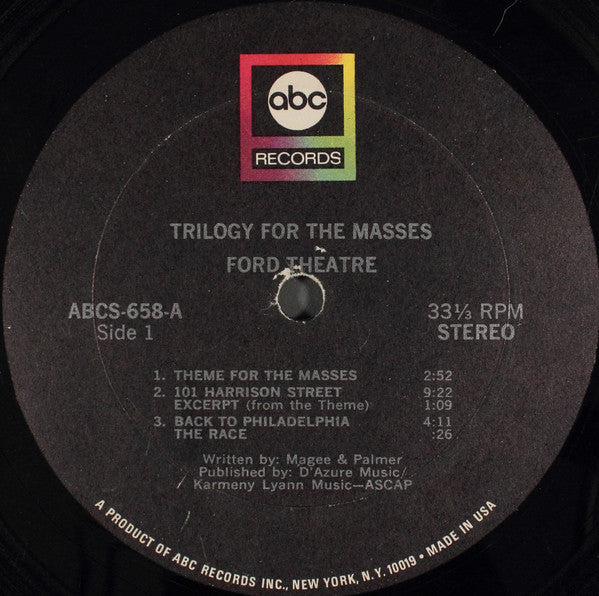 abc
RECORDS
TRILOGY FOR THE MASSES
FORD THEATRE
ABCS-658-A
Side 1
33⅓ RPM
STEREO
1. THEME FOR THE MASSES 2:52
2. 101 HARRISON STREET 9:22
EXCERPT (from the Theme) 1:09
3. BACK TO PHILADELPHIA 4:11
THE RACE :26
Written by: Magee & Palmer
Published by: D'Azure Music/
Karmeny Lyann Music—ASCAP
A PRODUCT OF ABC RECORDS INC., NEW YORK, N.Y. 10019 • MADE IN USA